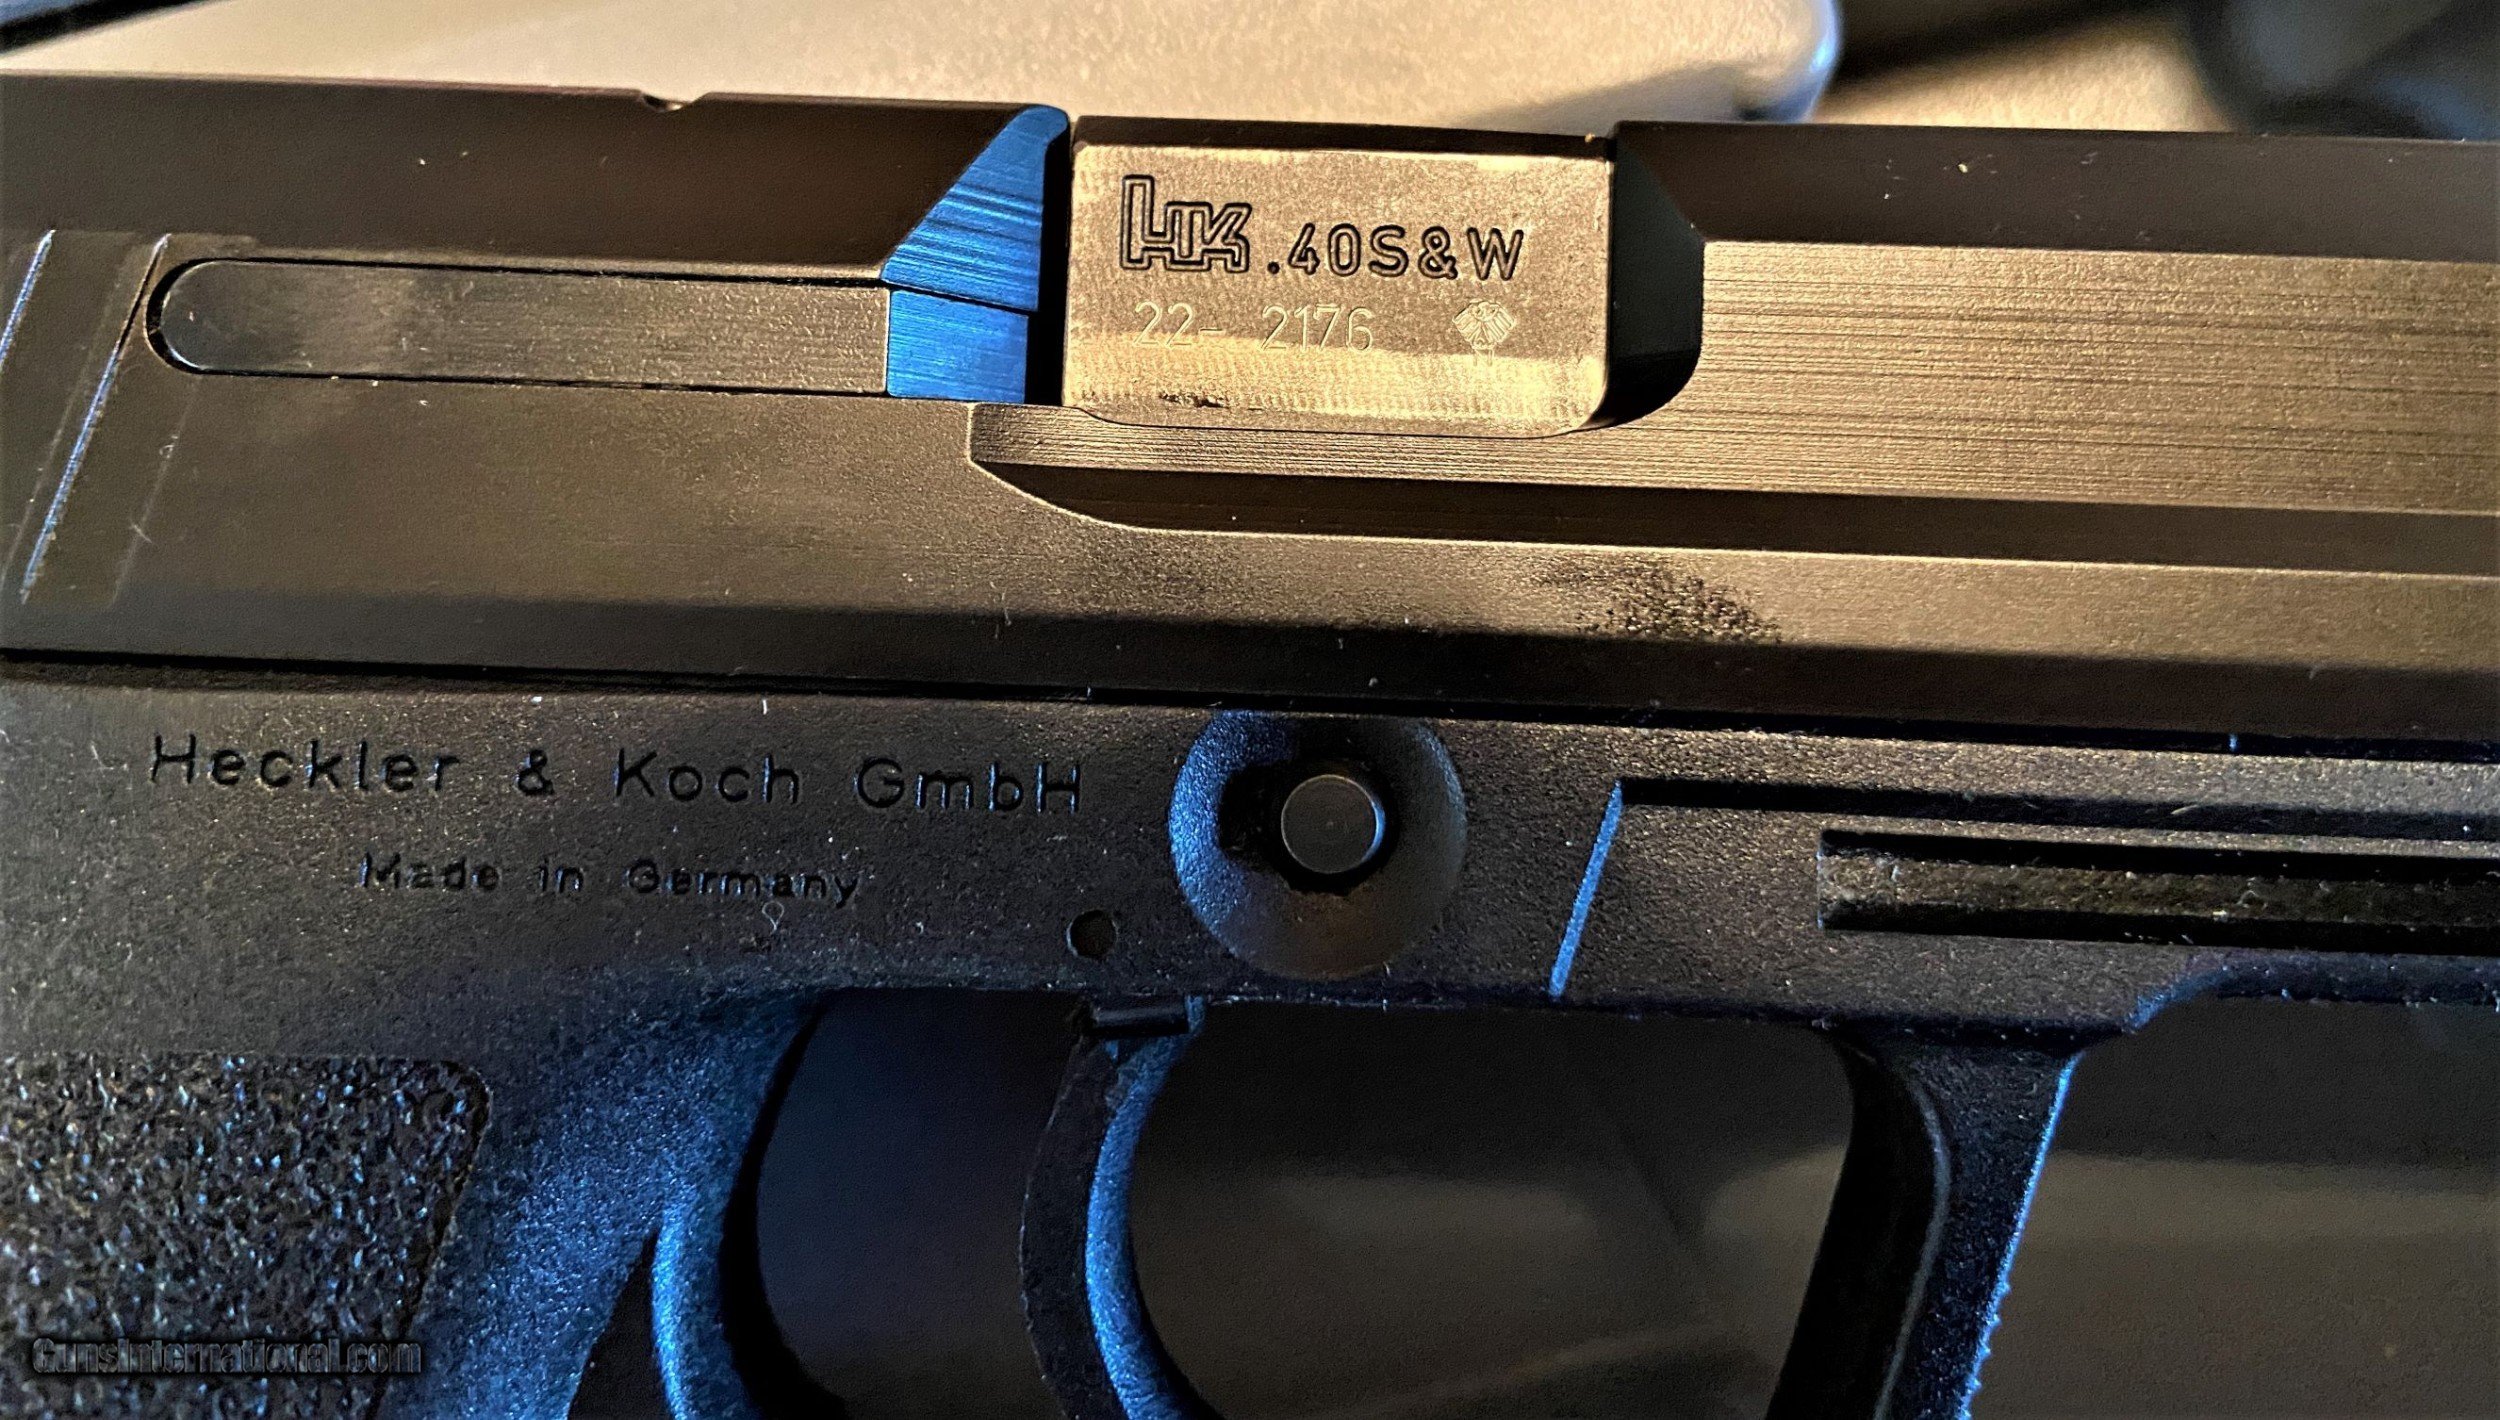 HK .40S&W
22- 2176
Heckler & Koch GmbH
Made in Germany
GunsInternational.com